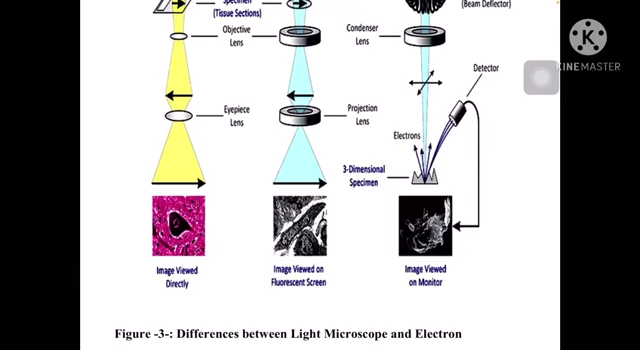 Specimen
(Tissue Sections)
(Beam Deflector)
Objective
Lens
Condenser
Lens
KINEMASTER
Detector
Eyepiece
Lens
Projection
Lens
Electrons
3-Dimensional
Specimen
Image Viewed
Directly
Image Viewed on
Fluorescent Screen
Image Viewed
on Monitor
Figure -3-: Differences between Light Microscope and Electron